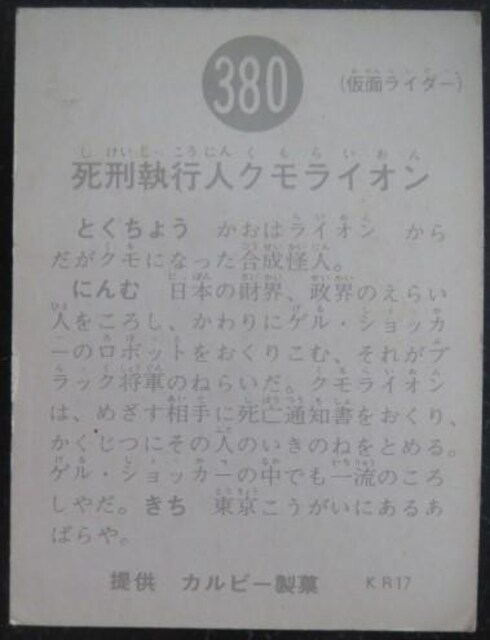 380
(仮面ライダー)
死刑執行人クモライオン
とくちょう かおはライオン から
だがクモになった合成怪人。
にんむ 日本の財界、政界のえらい
人をころし、かわりにゲル・ショッカ
ーのロボットをおくりこむ、それがブ
ラック将軍のねらいだ。クモライオン
は、めざす相手に死亡通知書をおくり、
かくじつにその人のいきのねをとめる。
ゲル・ショッカーの中でも一流のころ
しやだ。きち 東京こうがいにあるあ
ばらや。
提供 カルビー製菓 KR17